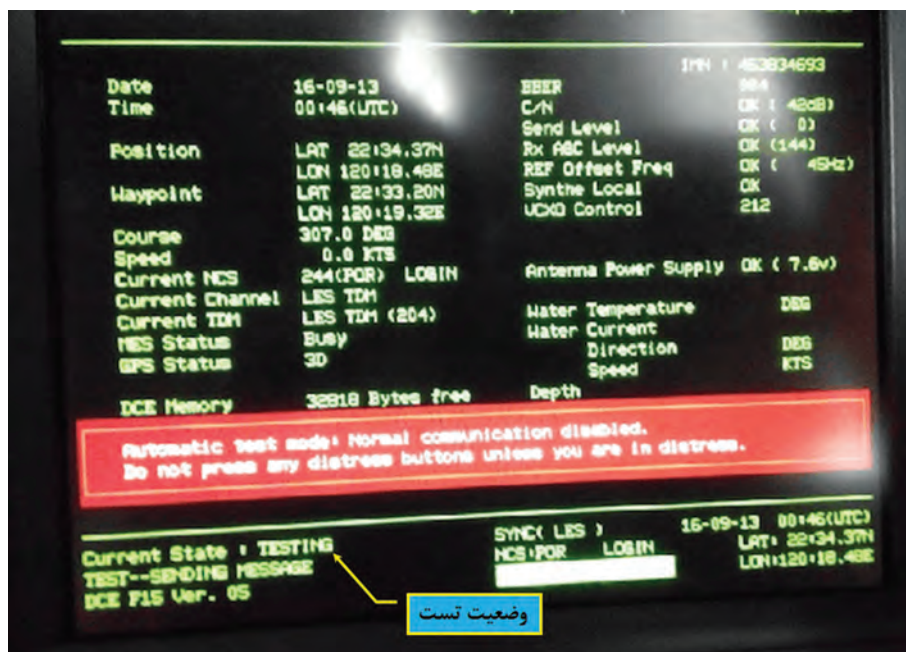 IMN : 463834693
Date 16-09-13 BBER 004
Time 00:46(UTC) C/N OK ( 42dB)
Send Level OK ( 0)
Position LAT 22:34.37N Rx AGC Level OK (144)
LON 120:18.48E REF Offset Freq OK ( 45Hz)
Waypoint LAT 22:33.20N Synthe Local OK
LON 120:19.32E VCXO Control 212
Course 307.0 DEG
Speed 0.0 KTS
Current NCS 244(POR) LOGIN Antenna Power Supply OK ( 7.6v)
Current Channel LES TDM
Current TDM LES TDM (204) Water Temperature DEG
MES Status Busy Water Current
GPS Status 3D Direction DEG
Speed KTS
DCE Memory 32818 Bytes free Depth
Automatic test mode: Normal communication disabled.
Do not press any distress buttons unless you are in distress.
Current State : TESTING SYNC( LES ) 16-09-13 00:46(UTC)
TEST--SENDING MESSAGE NCS:POR LOGIN LAT: 22:34.37N
DCE F15 Ver. 05 LON:120:18.48E
وضعیت تست